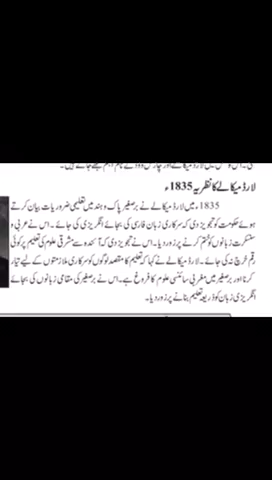 لارڈ میکالے کا نظریہ 1835ء
1835ء میں لارڈ میکالے نے برصغیر پاک و ہند میں تعلیمی ضروریات بیان کرتے
ہوئے حکومت کو تجویز دی کہ سرکاری زبان فارسی کی بجائے انگریزی کی جائے۔ اس نے عربی و
سنسکرت زبانوں کو ختم کرنے پر زور دیا۔ اس نے تجویز دی کہ آئندہ سے مشرقی علوم کی تعلیم پر کوئی
رقم خرچ نہ کی جائے۔ لارڈ میکالے نے کہا کہ تعلیم کا مقصد لوگوں کو سرکاری ملازمتوں کے لیے تیار
کرنا اور برصغیر میں مغربی سائنسی علوم کا فروغ ہے۔ اس نے برصغیر کی مقامی زبانوں کی بجائے
انگریزی زبان کو ذریعہ تعلیم بنانے پر زور دیا۔